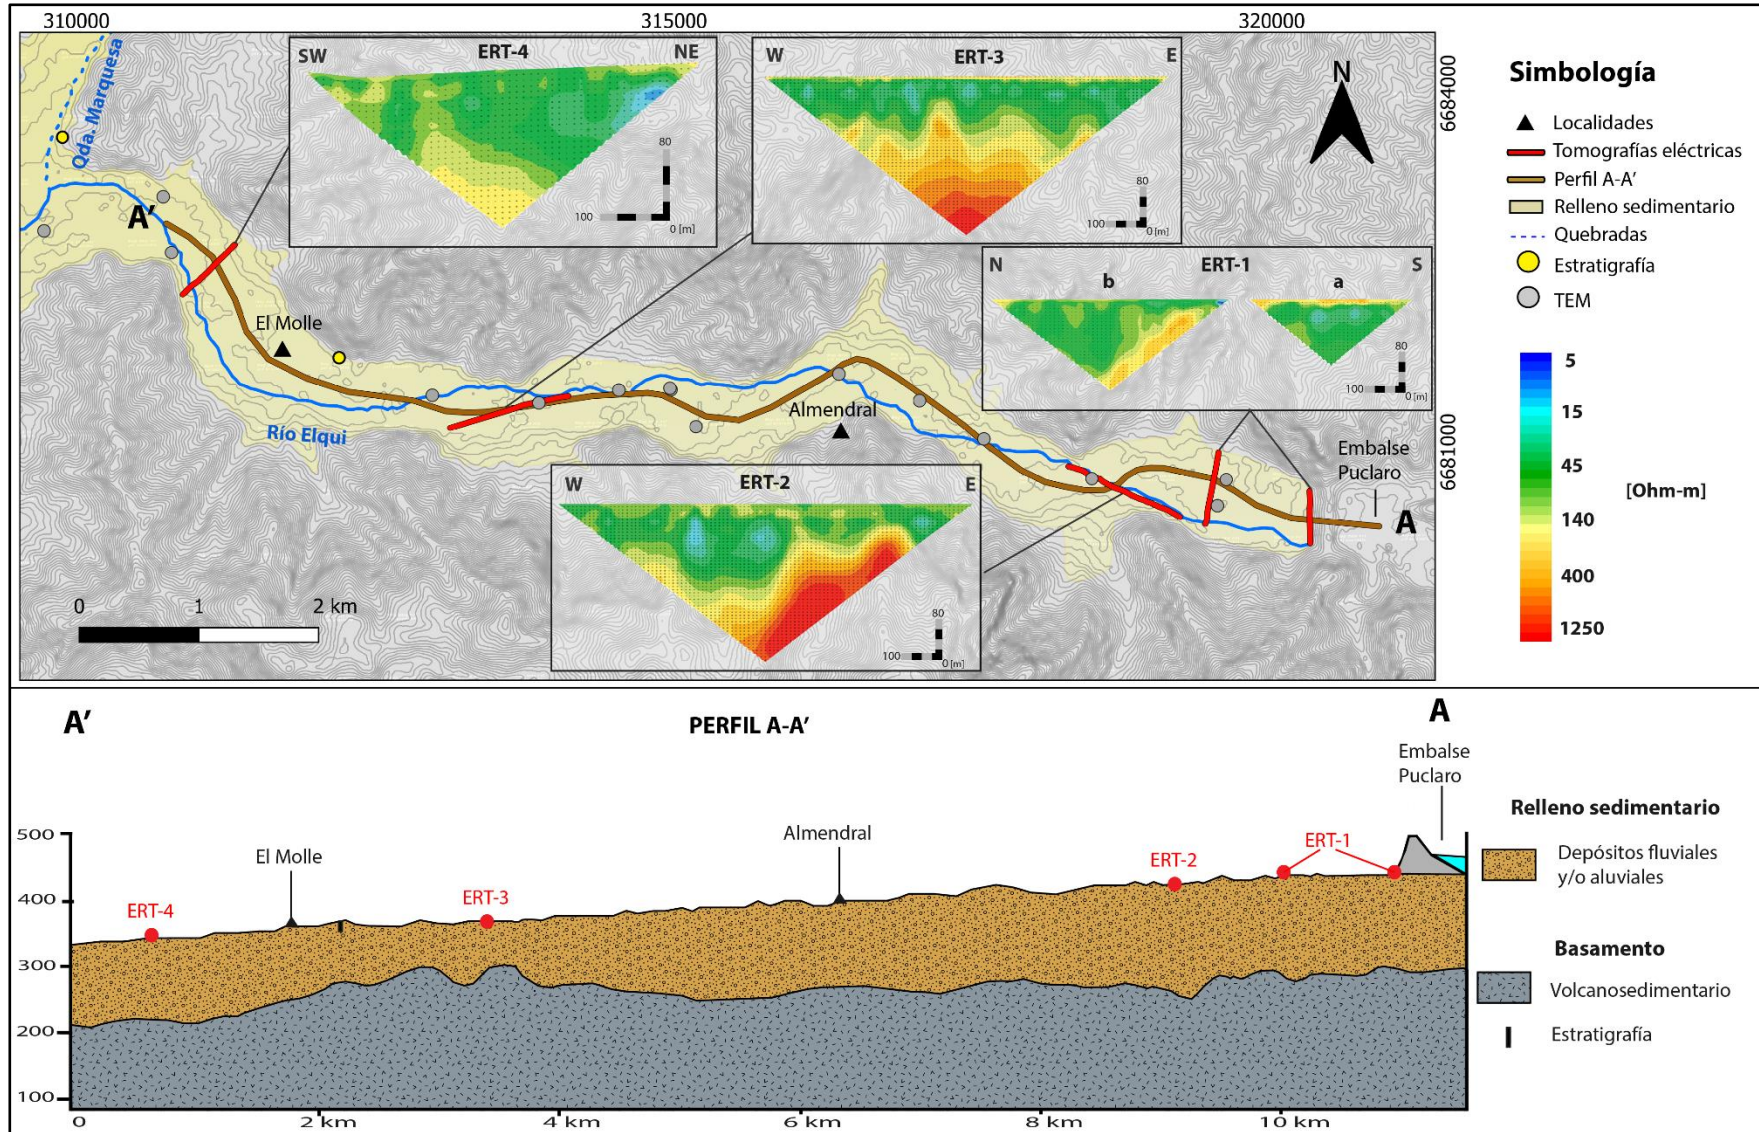 310000
315000
320000
6684000
6681000
Qda. Marquesa
SW
ERT-4
NE
80
100
0 [m]
W
ERT-3
E
80
100
0 [m]
N
ERT-1
S
b
a
80
100
0 [m]
N
A'
El Molle
Río Elqui
Almendral
Embalse
Puclaro
A
W
ERT-2
E
80
100
0 [m]
0
1
2 km
Simbología
Localidades
Tomografías eléctricas
Perfil A-A'
Relleno sedimentario
Quebradas
Estratigrafía
TEM
5
15
45
140
400
1250
[Ohm-m]
A'
PERFIL A-A'
A
Embalse
Puclaro
500
400
300
200
100
ERT-4
El Molle
ERT-3
Almendral
ERT-2
ERT-1
0
2 km
4 km
6 km
8 km
10 km
Relleno sedimentario
Depósitos fluviales
y/o aluviales
Basamento
Volcanosedimentario
Estratigrafía